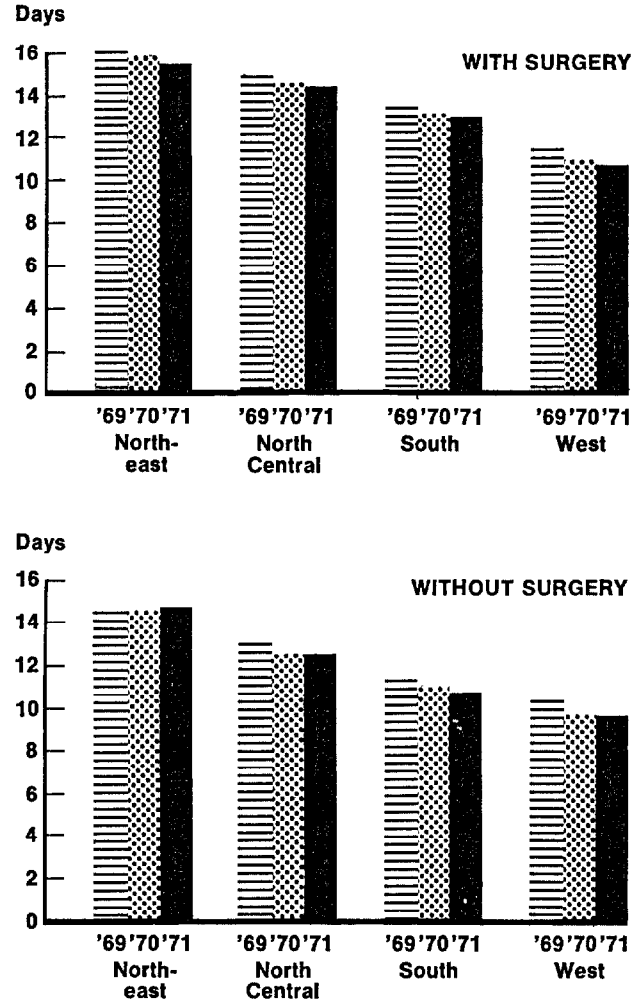 Days
WITH SURGERY
16
14
12
10
8
6
4
2
0
'69 '70 '71 '69 '70 '71 '69 '70 '71 '69 '70 '71
North- North South West
east Central
Days
WITHOUT SURGERY
16
14
12
10
8
6
4
2
0
'69 '70 '71 '69 '70 '71 '69 '70 '71 '69 '70 '71
North- North South West
east Central